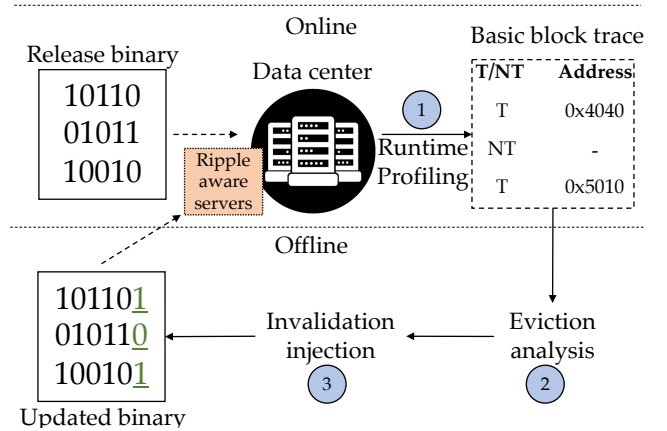 Online
Release binary
10110
01011
10010
Data center
Ripple
aware
servers
1
Runtime
Profiling
Basic block trace
T/NT Address
T 0x4040
NT -
T 0x5010
Offline
101101
010110
100101
Updated binary
Invalidation
injection
3
Eviction
analysis
2